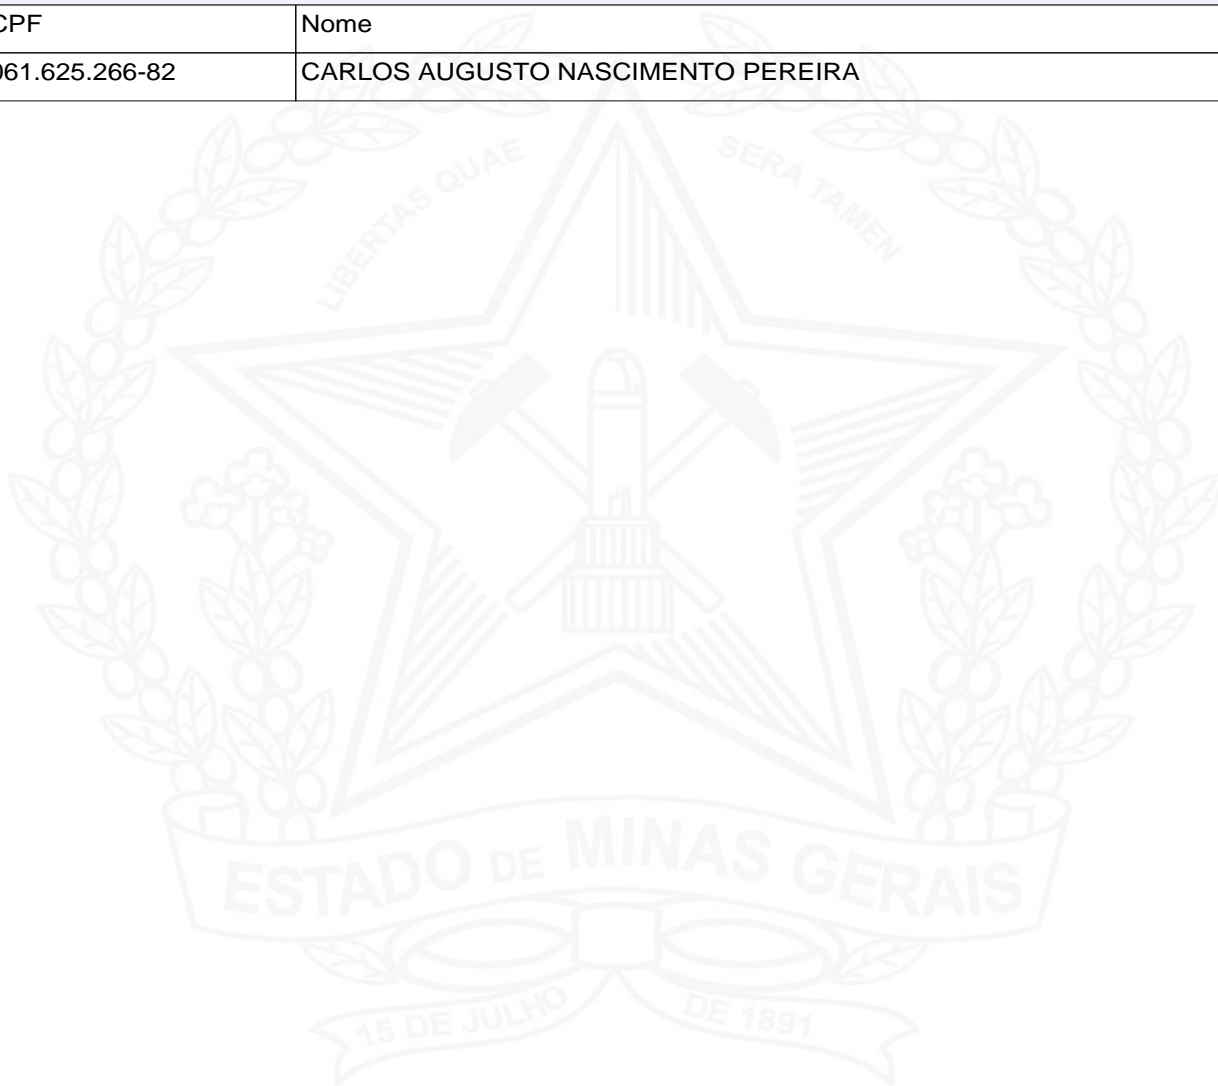 CPF Nome
061.625.266-82 CARLOS AUGUSTO NASCIMENTO PEREIRA
LIBERTAS QUAE SERA TAMEN
ESTADO DE MINAS GERAIS
15 DE JULHO DE 1891